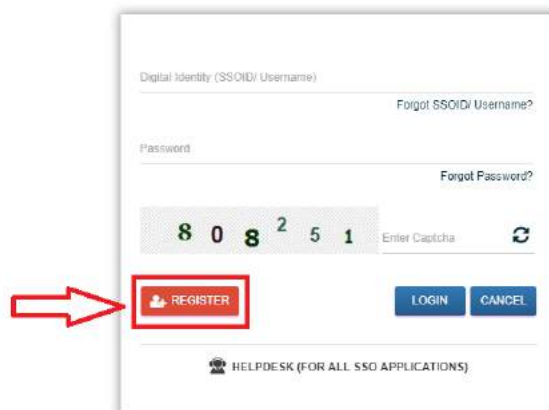 Digital Identity (SSOID/ Username)
Forgot SSOID/ Username?
Password
Forgot Password?
8 0 8 2 5 1 Enter Captcha
REGISTER LOGIN CANCEL
HELPDESK (FOR ALL SSO APPLICATIONS)